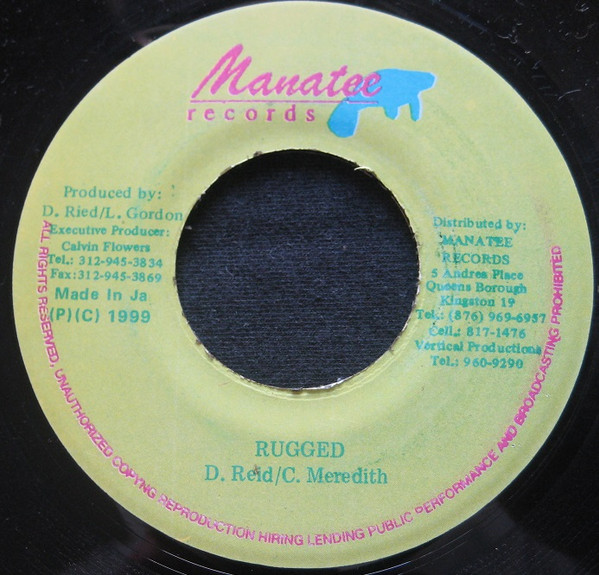 Manatee
records
Produced by:
D. Ried/L. Gordon
Executive Producer:
Calvin Flowers
Tel.: 312-945-3834
Fax:312-945-3869
Made In Ja
(P)(C) 1999
Distributed by:
MANATEE
RECORDS
5 Andrea Place
Queens Borough
Kingston 19
Tel.: (876) 969-6957
Cell.: 817-1476
Vertical Productions
Tel.: 960-9290
RUGGED
D. Reid/C. Meredith
ALL RIGHTS RESERVED, UNAUTHORIZED COPYNG REPRODUCTION HIRING LENDING PUBLIC PERFORMANCE AND BROADCASTING PROHIBITED